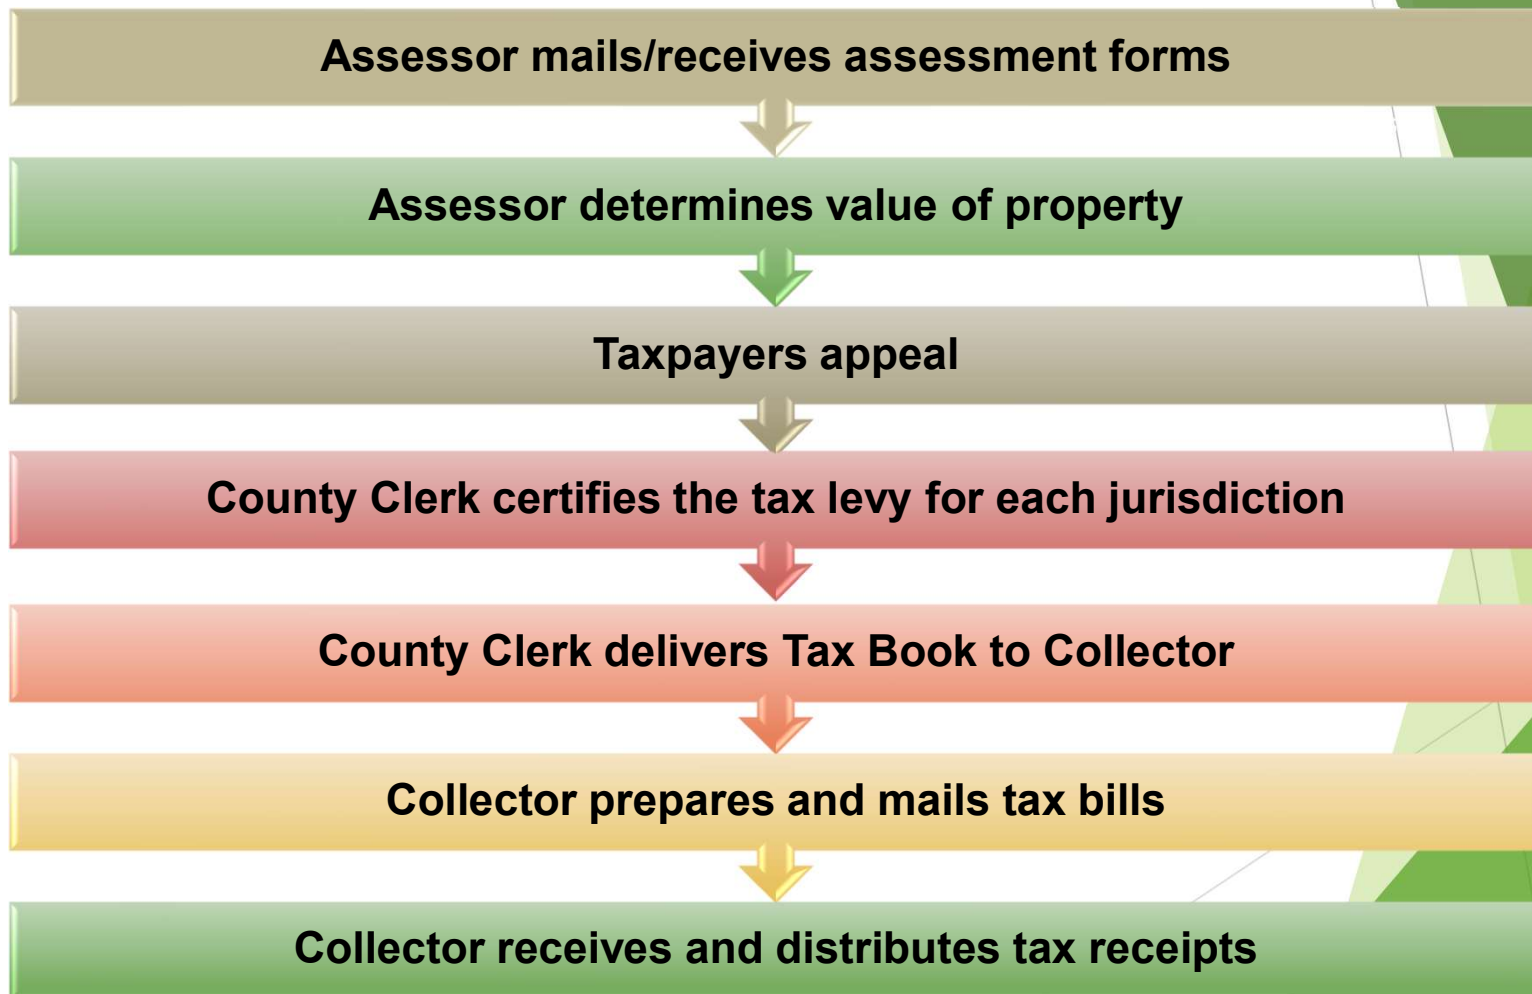 Assessor mails/receives assessment forms
Assessor determines value of property
Taxpayers appeal
County Clerk certifies the tax levy for each jurisdiction
County Clerk delivers Tax Book to Collector
Collector prepares and mails tax bills
Collector receives and distributes tax receipts